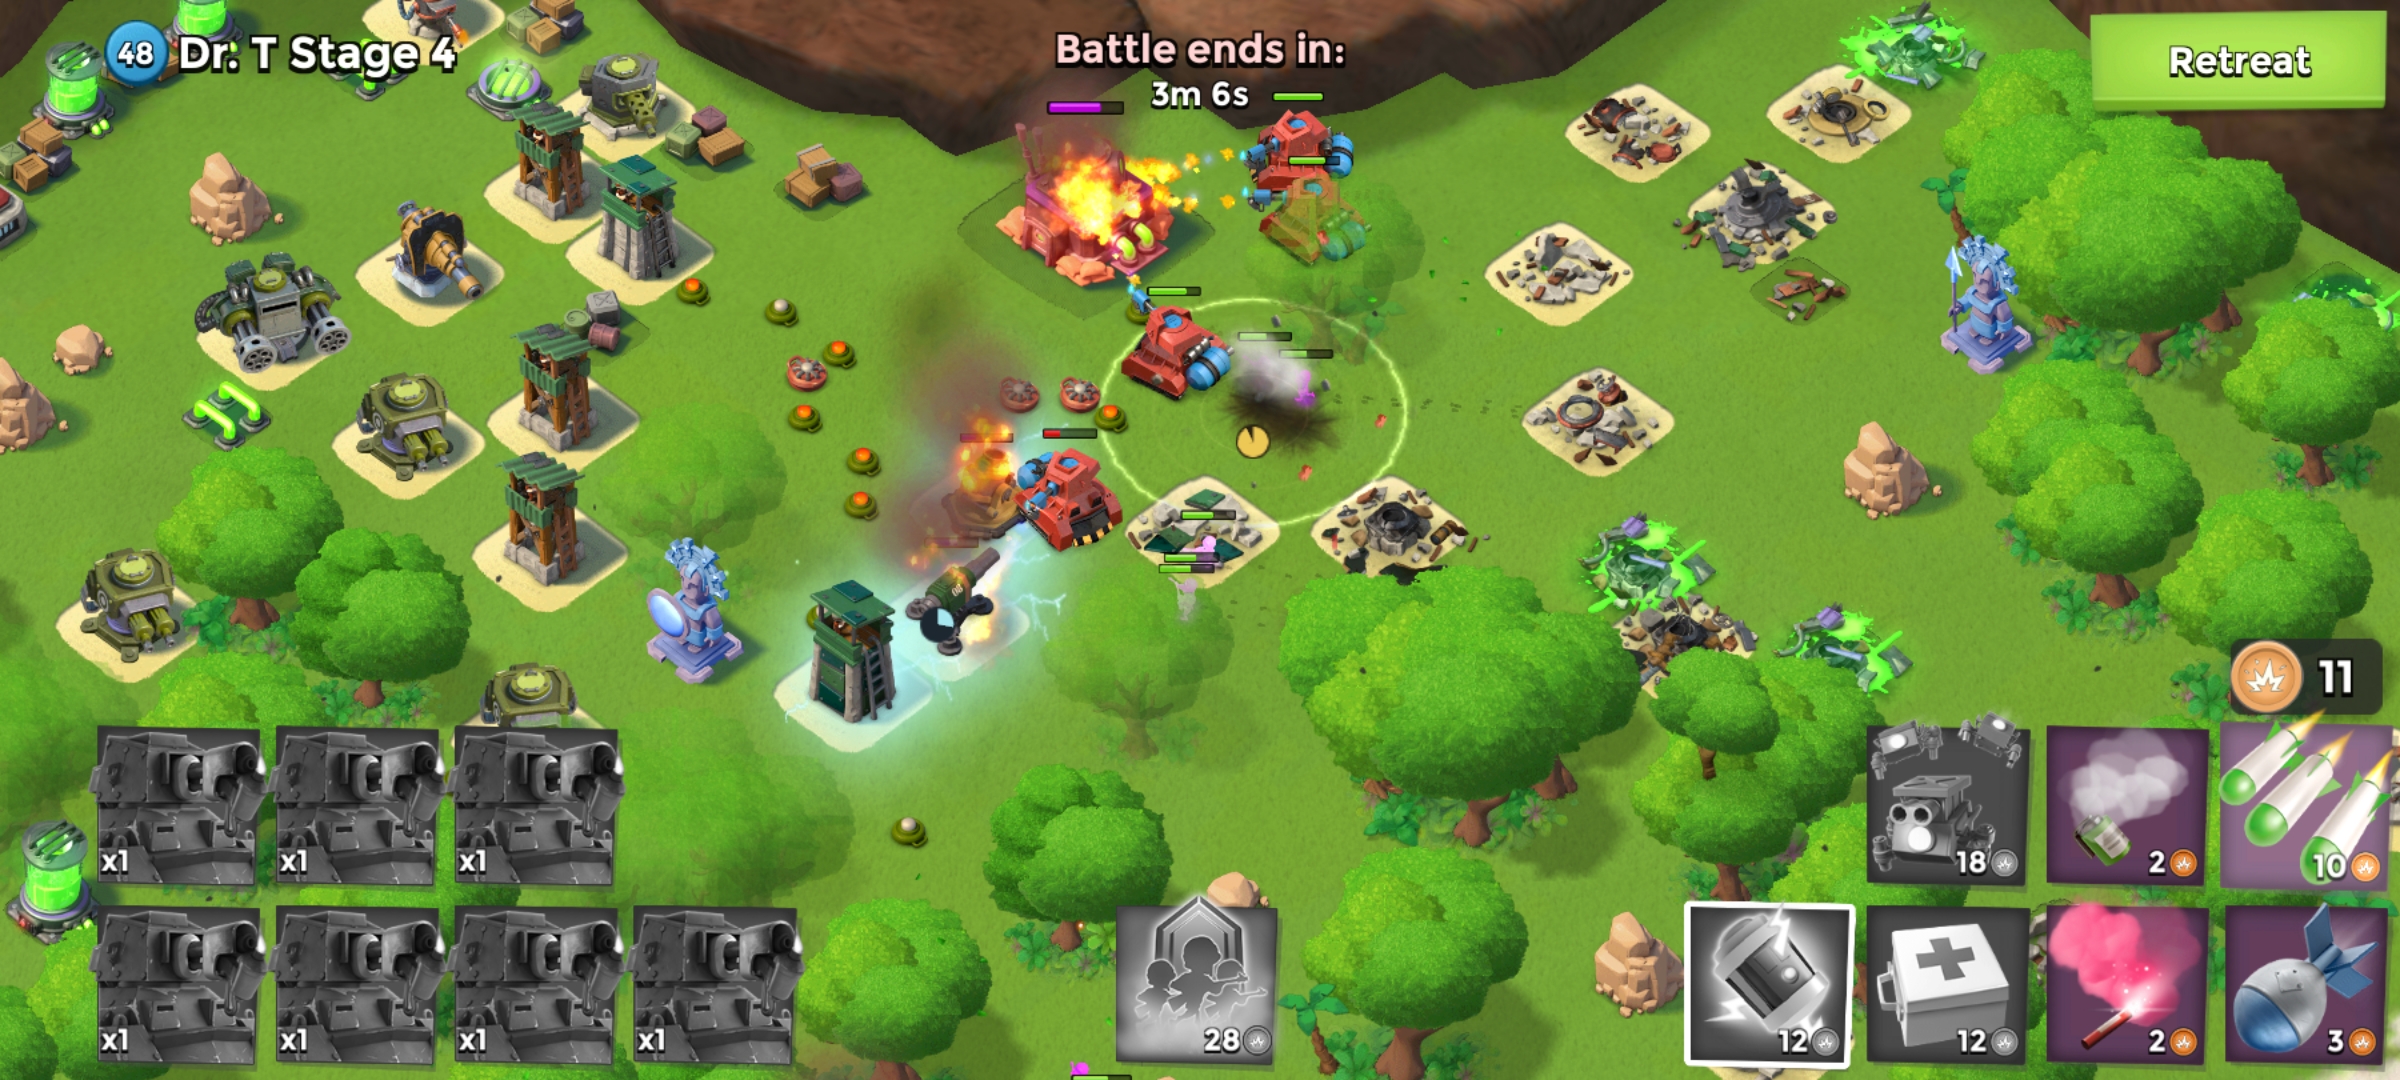 48 Dr. T Stage 4
Battle ends in:
3m 6s
Retreat
11
x1 x1 x1
18 2 10
x1 x1 x1 x1
28 12 12 2 3